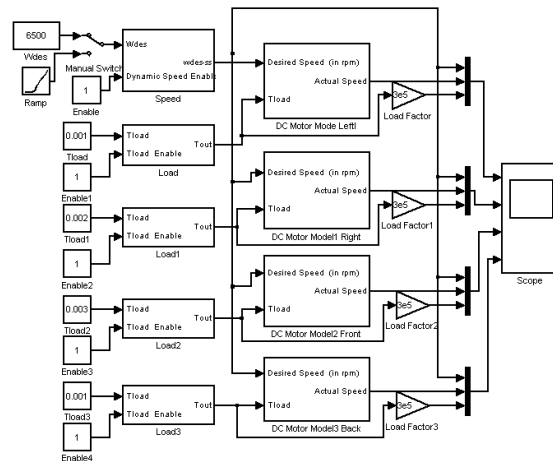 6500
Wdes
Manual Switch
Ramp
1
Enable
Wdes
wdes-ss
Dynamic Speed Enable
Speed
Desired Speed (in rpm)
Actual Speed
Tload
DC Motor Mode Leftl
3e5
Load Factor
0.001
Tload
1
Enable1
Tload
Tout
Tload Enable
Load
Desired Speed (in rpm)
Actual Speed
Tload
DC Motor Model1 Right
3e5
Load Factor1
Scope
0.002
Tload1
1
Enable2
Tload
Tout
Tload Enable
Load1
Desired Speed (in rpm)
Actual Speed
Tload
DC Motor Model2 Front
3e5
Load Factor2
0.003
Tload2
1
Enable3
Tload
Tout
Tload Enable
Load2
Desired Speed (in rpm)
Actual Speed
Tload
DC Motor Model3 Back
3e5
Load Factor3
0.001
Tload3
1
Enable4
Tload
Tout
Tload Enable
Load3